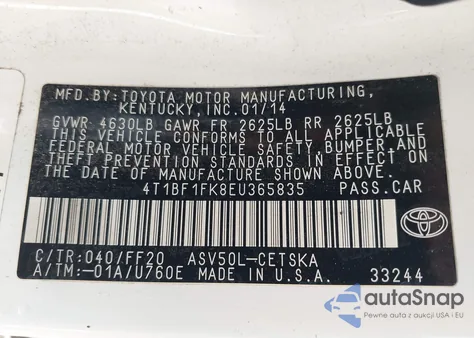 MFD.BY:TOYOTA MOTOR MANUFACTURING,
KENTUCKY, INC.01/14
GVWR 4630LB GAWR FR 2625LB RR 2625LB
THIS VEHICLE CONFORMS TO ALL APPLICABLE
FEDERAL MOTOR VEHICLE SAFETY, BUMPER, AND
THEFT PREVENTION STANDARDS IN EFFECT ON
THE DATE OF MANUFACTURE SHOWN ABOVE.
4T1BF1FK8EU365835 PASS.CAR
C/TR:040/FF20 ASV50L-CETSKA
A/TM:-01A/U760E MADE IN U.S.A. 33244
TOYOTA
autoSnap
Pewne auta z aukcji USA i EU